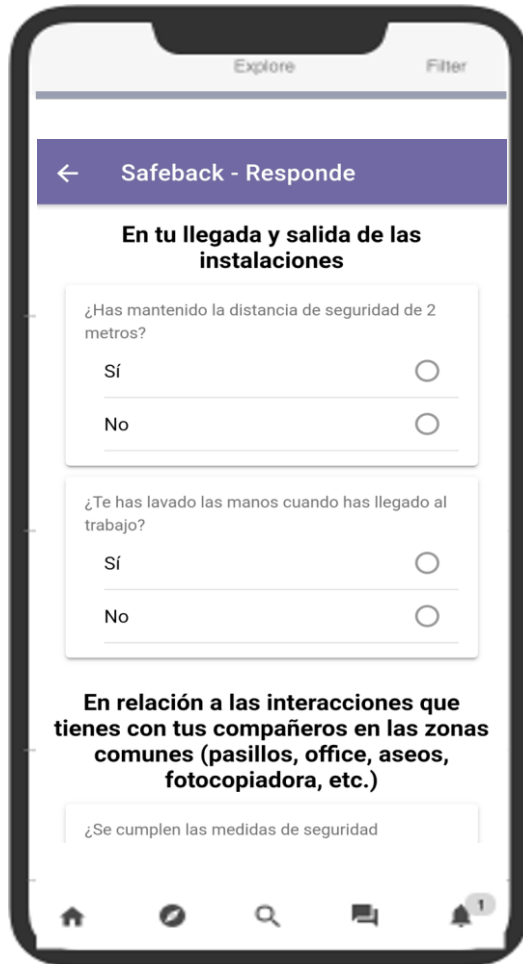 Explore Filter
Safeback - Responde
En tu llegada y salida de las
instalaciones
¿Has mantenido la distancia de seguridad de 2
metros?
Sí
No
¿Te has lavado las manos cuando has llegado al
trabajo?
Sí
No
En relación a las interacciones que
tienes con tus compañeros en las zonas
comunes (pasillos, office, aseos,
fotocopiadora, etc.)
¿Se cumplen las medidas de seguridad
1